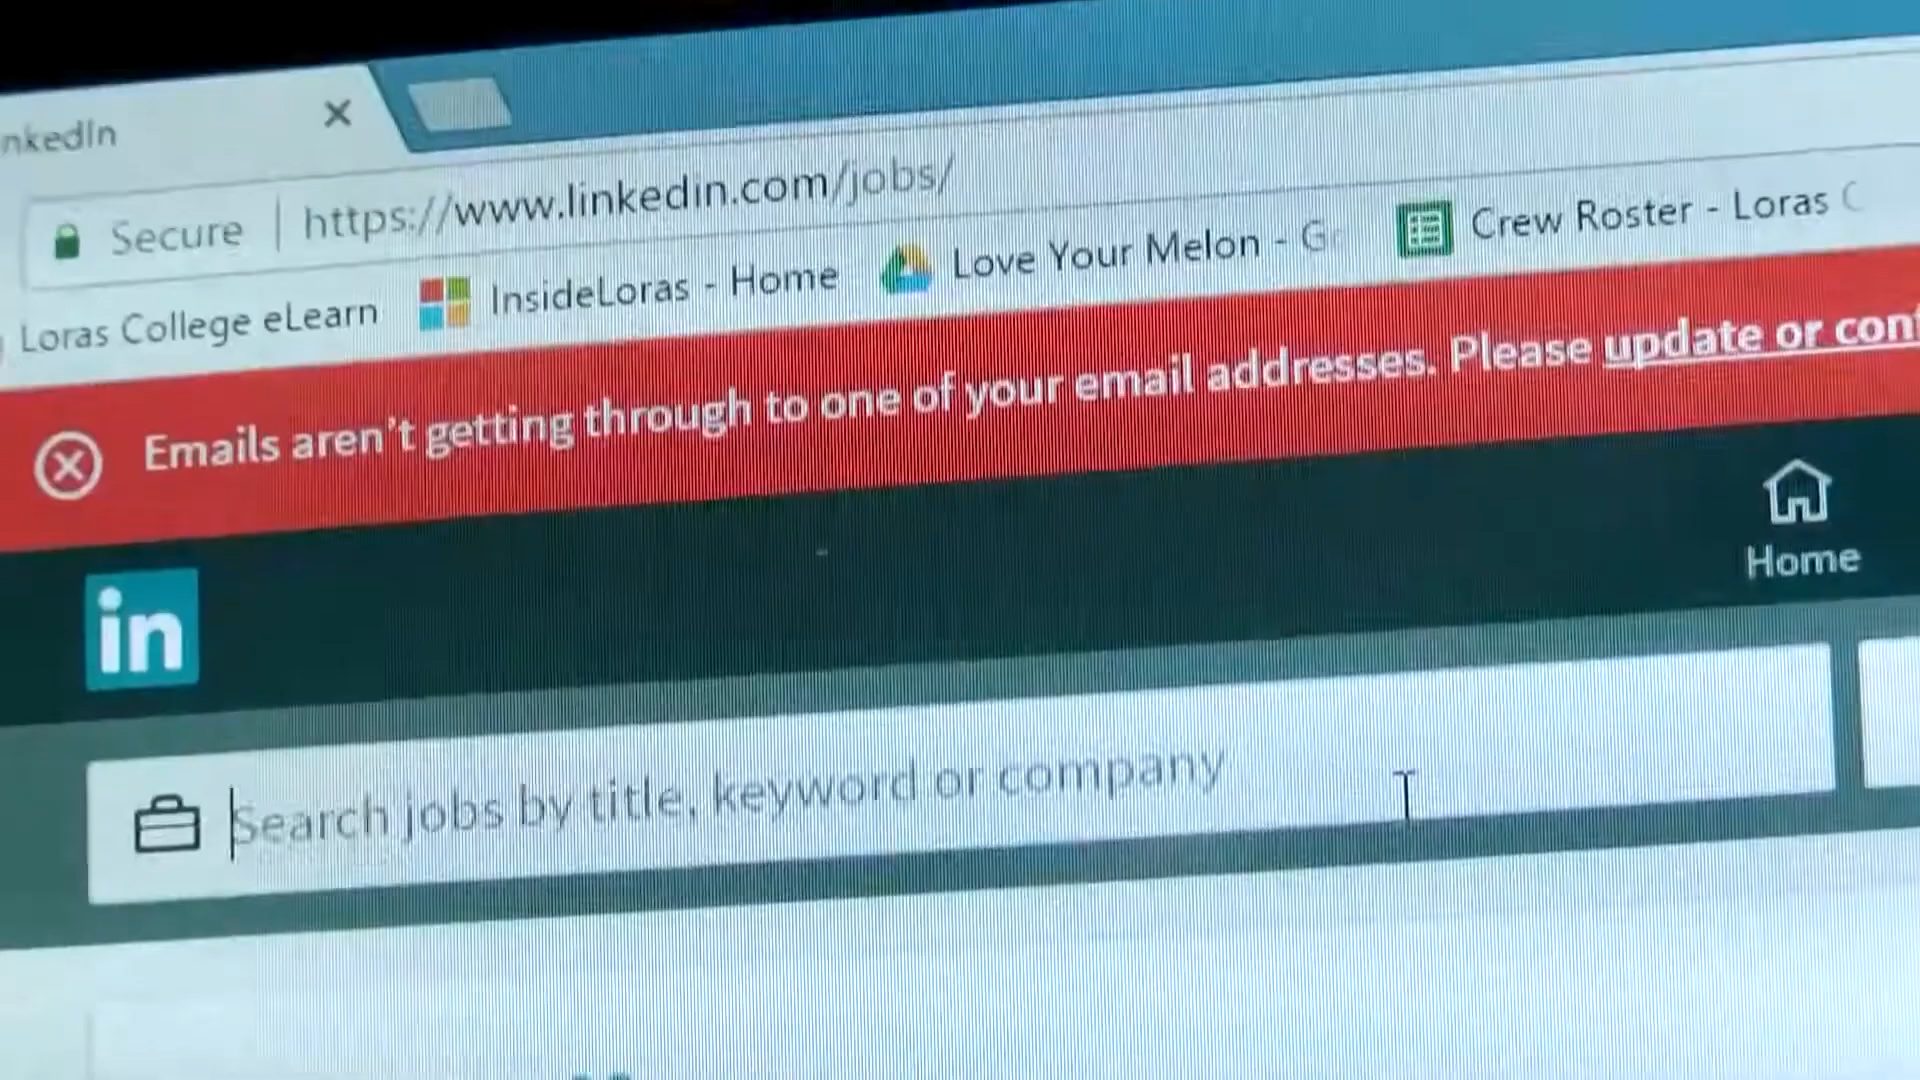 nkedIn
Secure https://www.linkedin.com/jobs/
Loras College eLearn InsideLoras - Home Love Your Melon - Go Crew Roster - Loras C
Emails aren't getting through to one of your email addresses. Please update or conf
in
Home
Search jobs by title, keyword or company